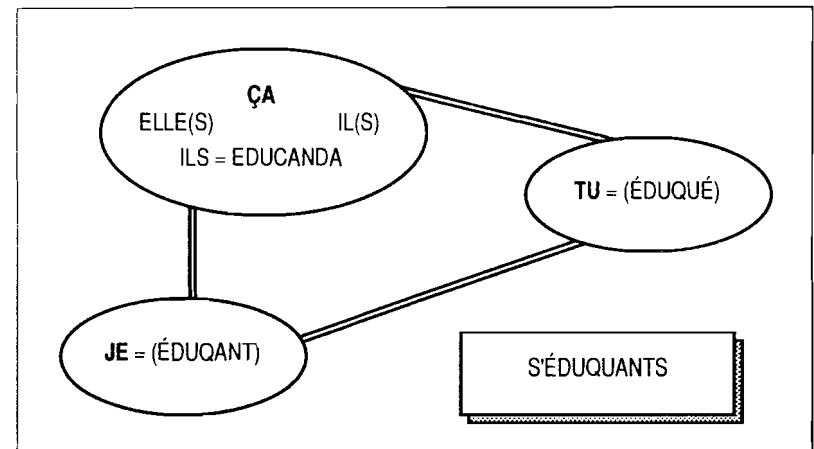 ÇA
ELLE(S) IL(S)
ILS = EDUCANDA
TU = (ÉDUQUÉ)
JE = (ÉDUQANT)
S'ÉDUQUANTS